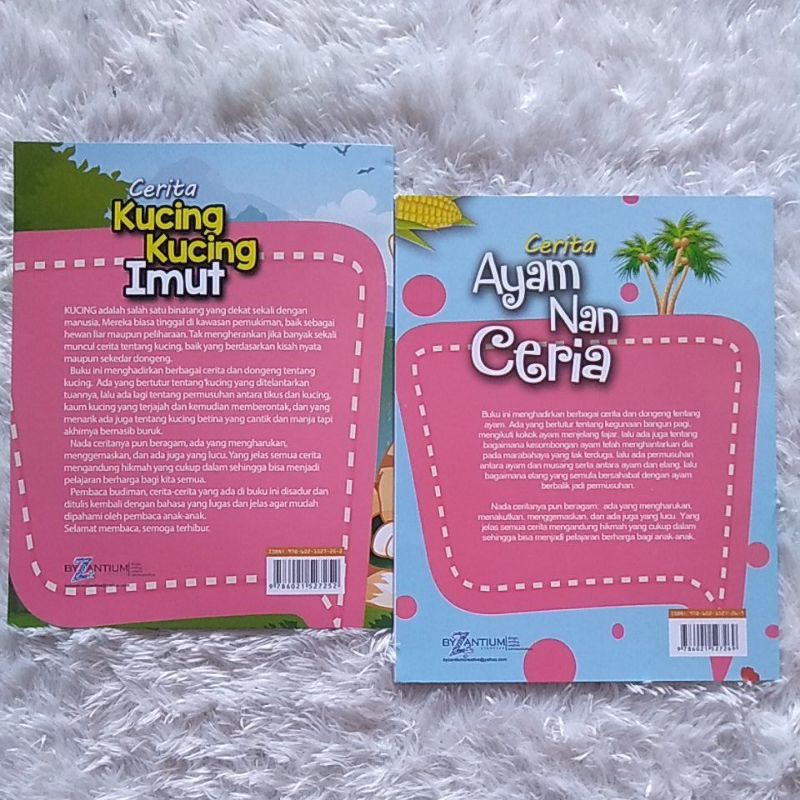 Cerita
Kucing
Kucing
Imut
KUCING adalah salah satu binatang yang dekat sekali dengan
manusia. Mereka biasa tinggal di kawasan pemukiman, baik sebagai
hewan liar maupun peliharaan. Tak mengherankan jika banyak sekali
muncul cerita tentang kucing, baik yang berdasarkan kisah nyata
maupun sekedar dongeng.
Buku ini menghadirkan berbagai cerita dan dongeng tentang
kucing. Ada yang bertutur tentang kucing yang ditelantarkan
tuannya, lalu ada lagi tentang permusuhan antara tikus dan kucing,
kaum kucing yang terjajah dan kemudian memberontak, dan yang
menarik ada juga tentang kucing betina yang cantik dan manja tapi
akhirnya bernasib buruk.
Nada ceritanya pun beragam, ada yang mengharukan,
menggemaskan, dan ada juga yang lucu. Yang jelas semua cerita
mengandung hikmah yang cukup dalam sehingga bisa menjadi
pelajaran berharga bagi kita semua.
Pembaca budiman, cerita-cerita yang ada di buku ini disadur dan
ditulis kembali dengan bahasa yang lugas dan jelas agar mudah
dipahami oleh pembaca anak-anak.
Selamat membaca, semoga terhibur.
BYZANTIUM
9 786021 527252
Cerita
Ayam
Nan
Ceria
Buku ini menghadirkan berbagai cerita dan dongeng tentang
ayam. Ada yang bertutur tentang kegunaan bangun pagi,
mengikuti kokok ayam menjelang fajar. lalu ada juga tentang
bagaimana kesombongan ayam telah menghantarkan dia
pada marabahaya yang tak terduga. lalu ada permusuhan
antara ayam dan musang serta antara ayam dan elang. lalu
bagaimana elang yang semula bersahabat dengan ayam
berbalik jadi permusuhan.
Nada ceritanya pun beragam: ada yang mengharukan,
menakutkan, menggemaskan, dan ada juga yang lucu. Yang
jelas semua cerita mengandung hikmah yang cukup dalam
sehingga bisa menjadi pelajaran berharga bagi anak-anak.
BYZANTIUM
byzantiumcreative@yahoo.com
9 786021 527269